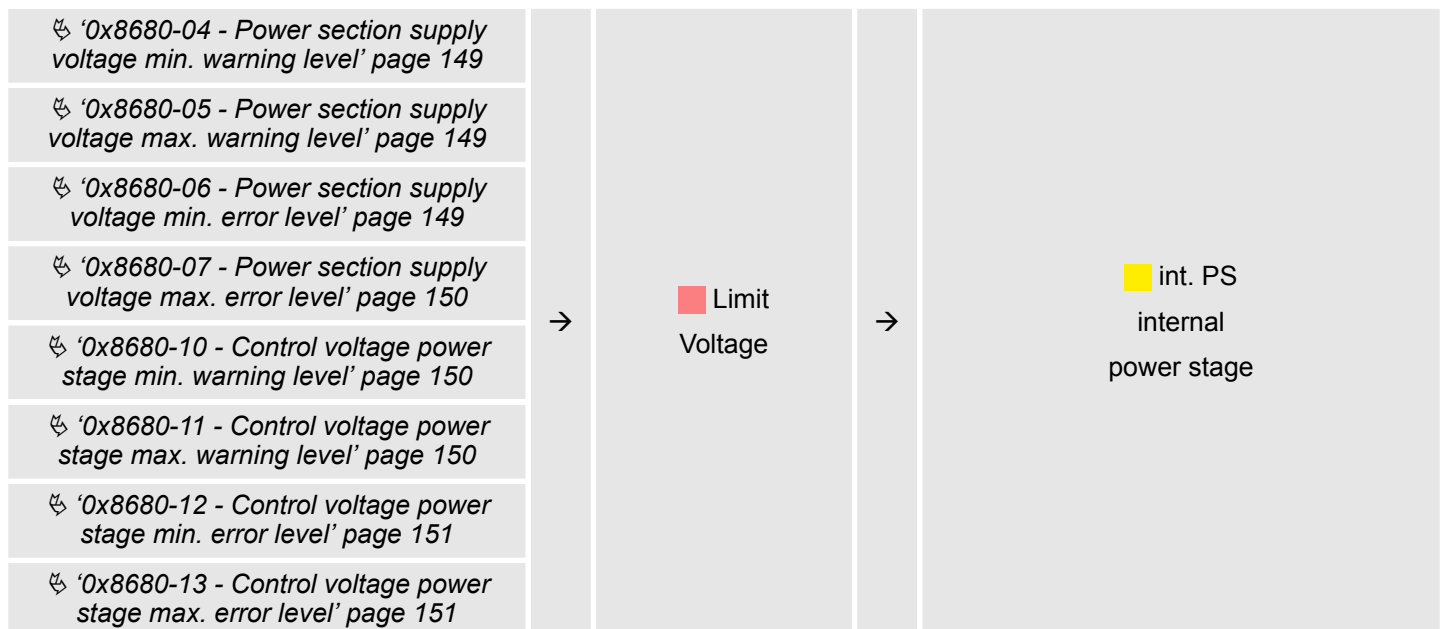 ↳ ‘0x8680-04 - Power section supply
voltage min. warning level’ page 149
↳ ‘0x8680-05 - Power section supply
voltage max. warning level’ page 149
↳ ‘0x8680-06 - Power section supply
voltage min. error level’ page 149
↳ ‘0x8680-07 - Power section supply
voltage max. error level’ page 150
↳ ‘0x8680-10 - Control voltage power
stage min. warning level’ page 150
↳ ‘0x8680-11 - Control voltage power
stage max. warning level’ page 150
↳ ‘0x8680-12 - Control voltage power
stage min. error level’ page 151
↳ ‘0x8680-13 - Control voltage power
stage max. error level’ page 151
→
Limit
Voltage
→
int. PS
internal
power stage